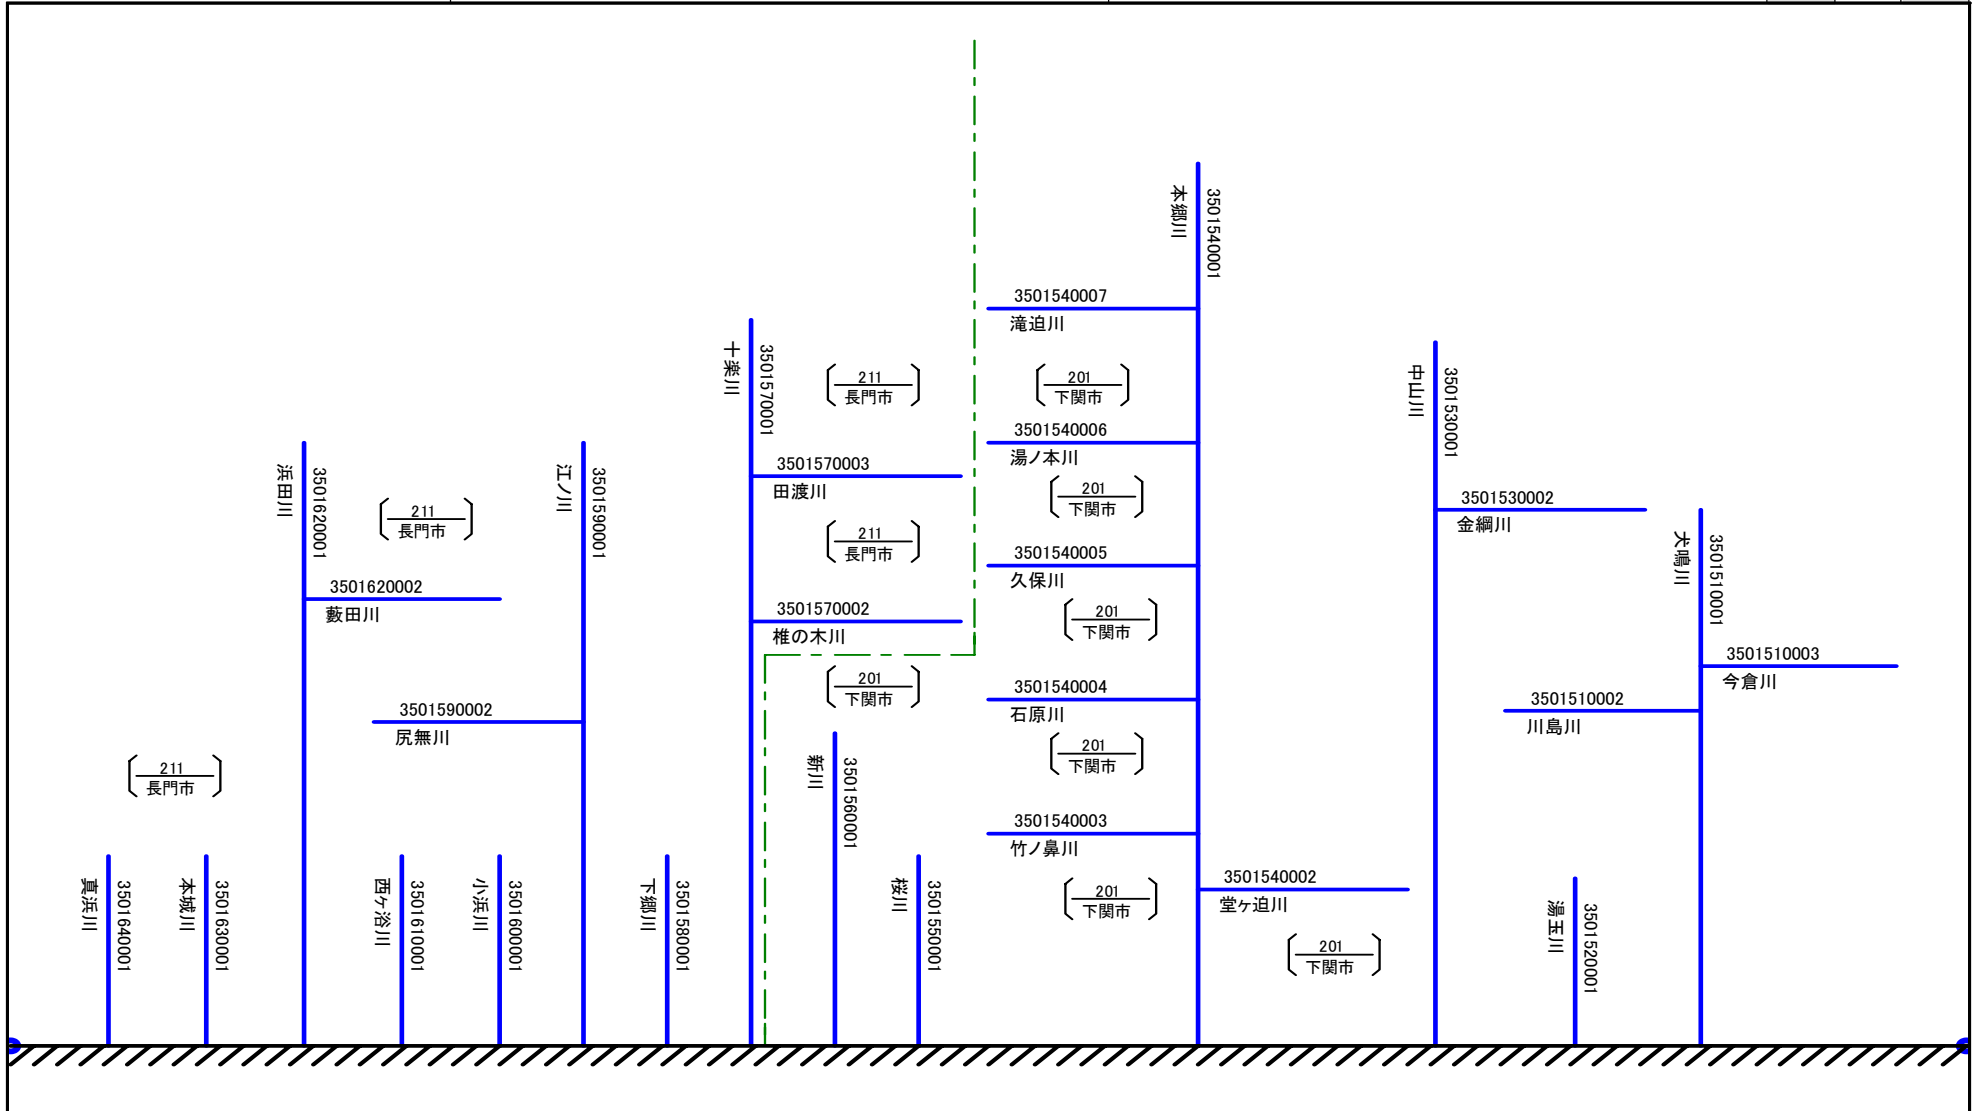 本郷川
3501540001
3501540007
滝迫川
十楽川
3501570001
211
長門市
201
下関市
中山川
3501530001
3501540006
湯ノ本川
3501570003
田渡川
浜田川
3501620001
211
長門市
江ノ川
3501590001
201
下関市
3501530002
金綱川
211
長門市
3501540005
久保川
犬鳴川
3501510001
3501620002
藪田川
3501570002
椎の木川
201
下関市
3501510003
今倉川
201
下関市
3501540004
石原川
3501510002
川島川
3501590002
尻無川
201
下関市
新川
3501560001
211
長門市
3501540003
竹ノ鼻川
真浜川
3501640001
本城川
3501630001
西ヶ浴川
3501610001
小浜川
3501600001
下郷川
3501580001
桜川
3501550001
201
下関市
3501540002
堂ヶ迫川
湯玉川
3501520001
201
下関市